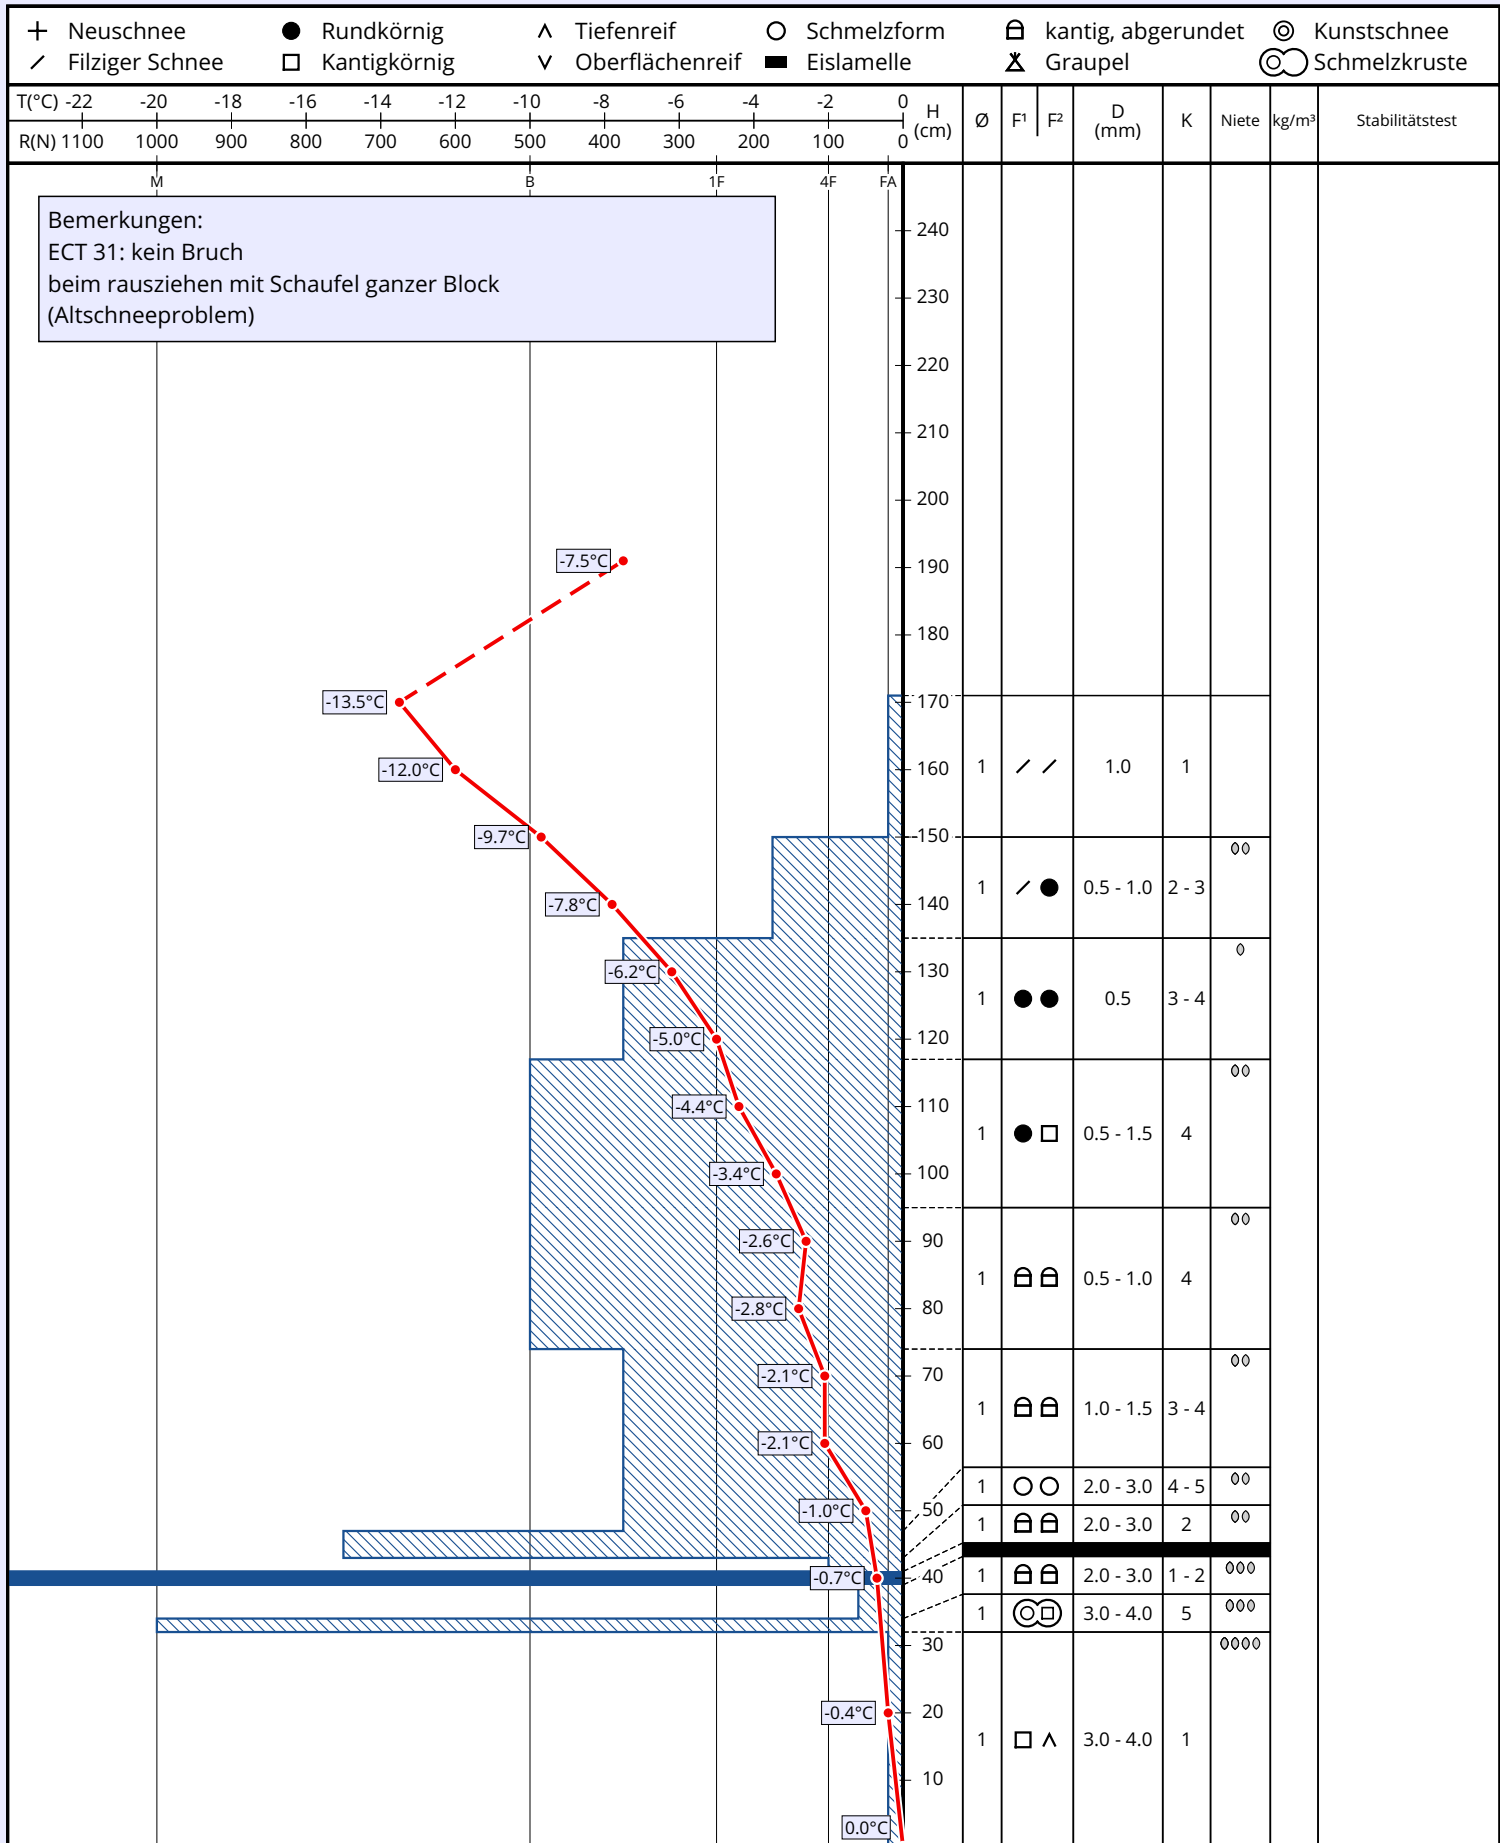 Neuschnee Rundkörnig Tiefenreif Schmelzform kantig, abgerundet Kunstschnee
Filziger Schnee Kantigkörnig Oberflächenreif Eislamelle Graupel Schmelzkruste
T(°C) -22 -20 -18 -16 -14 -12 -10 -8 -6 -4 -2 0
R(N) 1100 1000 900 800 700 600 500 400 300 200 100 0
H (cm) Ø F¹ F² D (mm) K Niete kg/m³ Stabilitätstest
M B 1F 4F FA
Bemerkungen:
ECT 31: kein Bruch
beim rausziehen mit Schaufel ganzer Block
(Altschneeproblem)
240
230
220
210
200
-7.5°C 190
180
-13.5°C 170
-12.0°C 160 1 1.0 1
-9.7°C 150
1 0.5 - 1.0 2 - 3
-7.8°C 140
-6.2°C 130
1 0.5 3 - 4
-5.0°C 120
-4.4°C 110
1 0.5 - 1.5 4
-3.4°C 100
-2.6°C 90
1 0.5 - 1.0 4
-2.8°C 80
-2.1°C 70
1 1.0 - 1.5 3 - 4
-2.1°C 60
1 2.0 - 3.0 4 - 5
-1.0°C 50
1 2.0 - 3.0 2
-0.7°C 40 1 2.0 - 3.0 1 - 2
1 3.0 - 4.0 5
30
-0.4°C 20
1 3.0 - 4.0 1
10
0.0°C